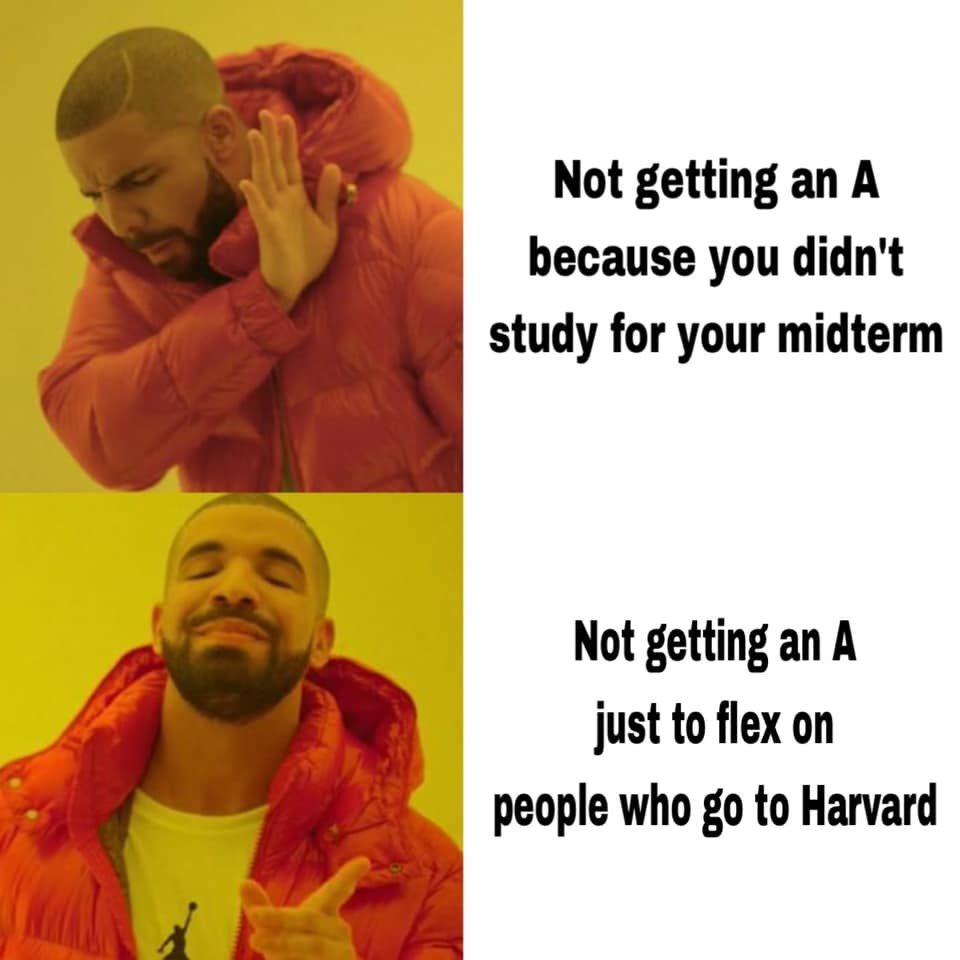 Not getting an A
because you didn't
study for your midterm
Not getting an A
just to flex on
people who go to Harvard